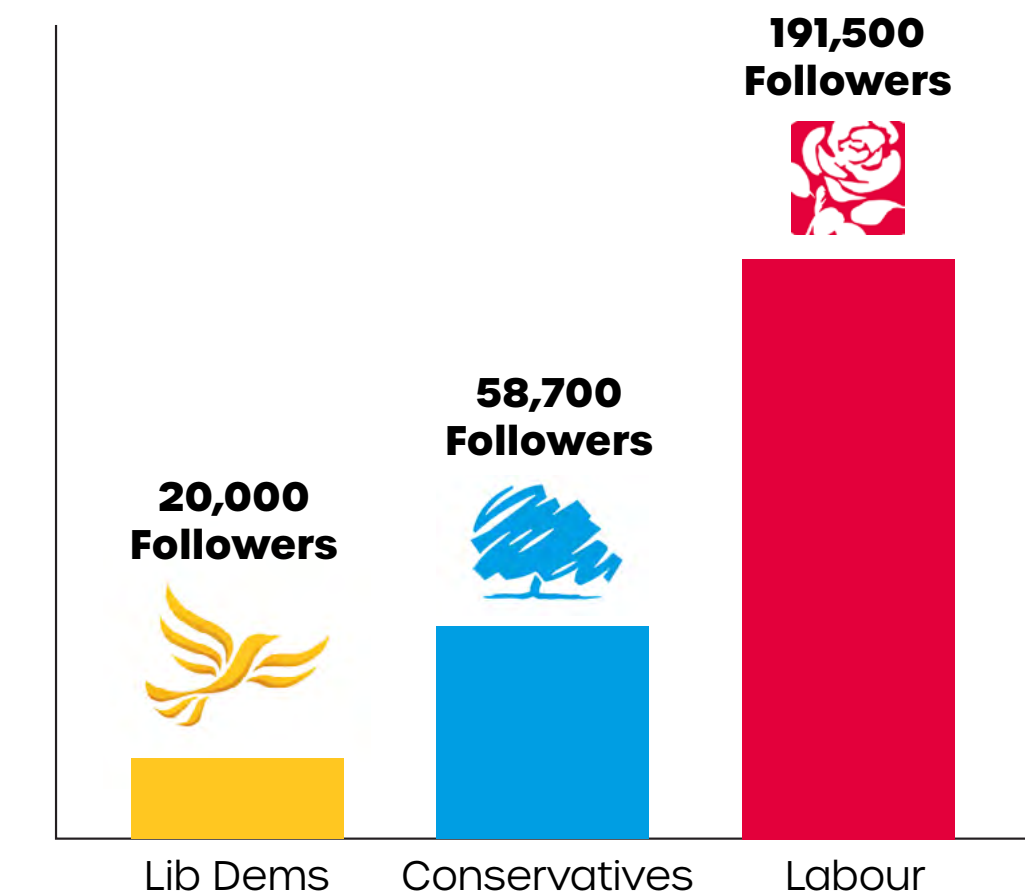 191,500
Followers
58,700
Followers
20,000
Followers
Lib Dems
Conservatives
Labour